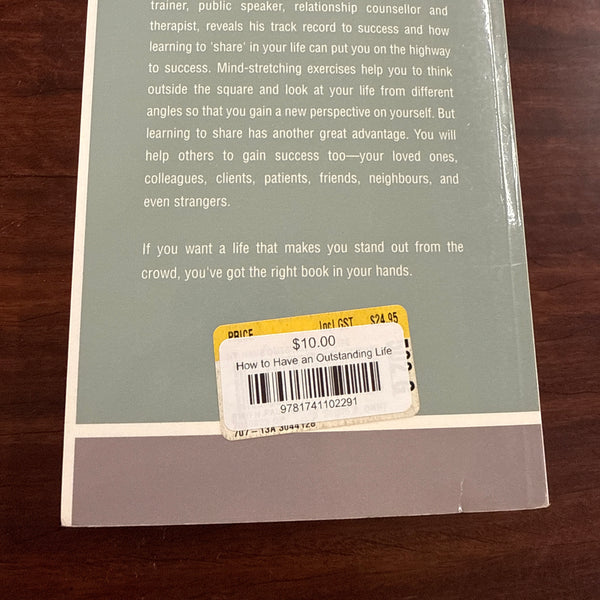 trainer, public speaker, relationship counsellor and
therapist, reveals his track record to success and how
learning to 'share' in your life can put you on the highway
to success. Mind-stretching exercises help you to think
outside the square and look at your life from different
angles so that you gain a new perspective on yourself. But
learning to share has another great advantage. You will
help others to gain success too—your loved ones,
colleagues, clients, patients, friends, neighbours, and
even strangers.
If you want a life that makes you stand out from the
crowd, you've got the right book in your hands.
PRICE Incl GST $24.95
$10.00
How to Have an Outstanding Life
9781741102291
707-13A 3044128